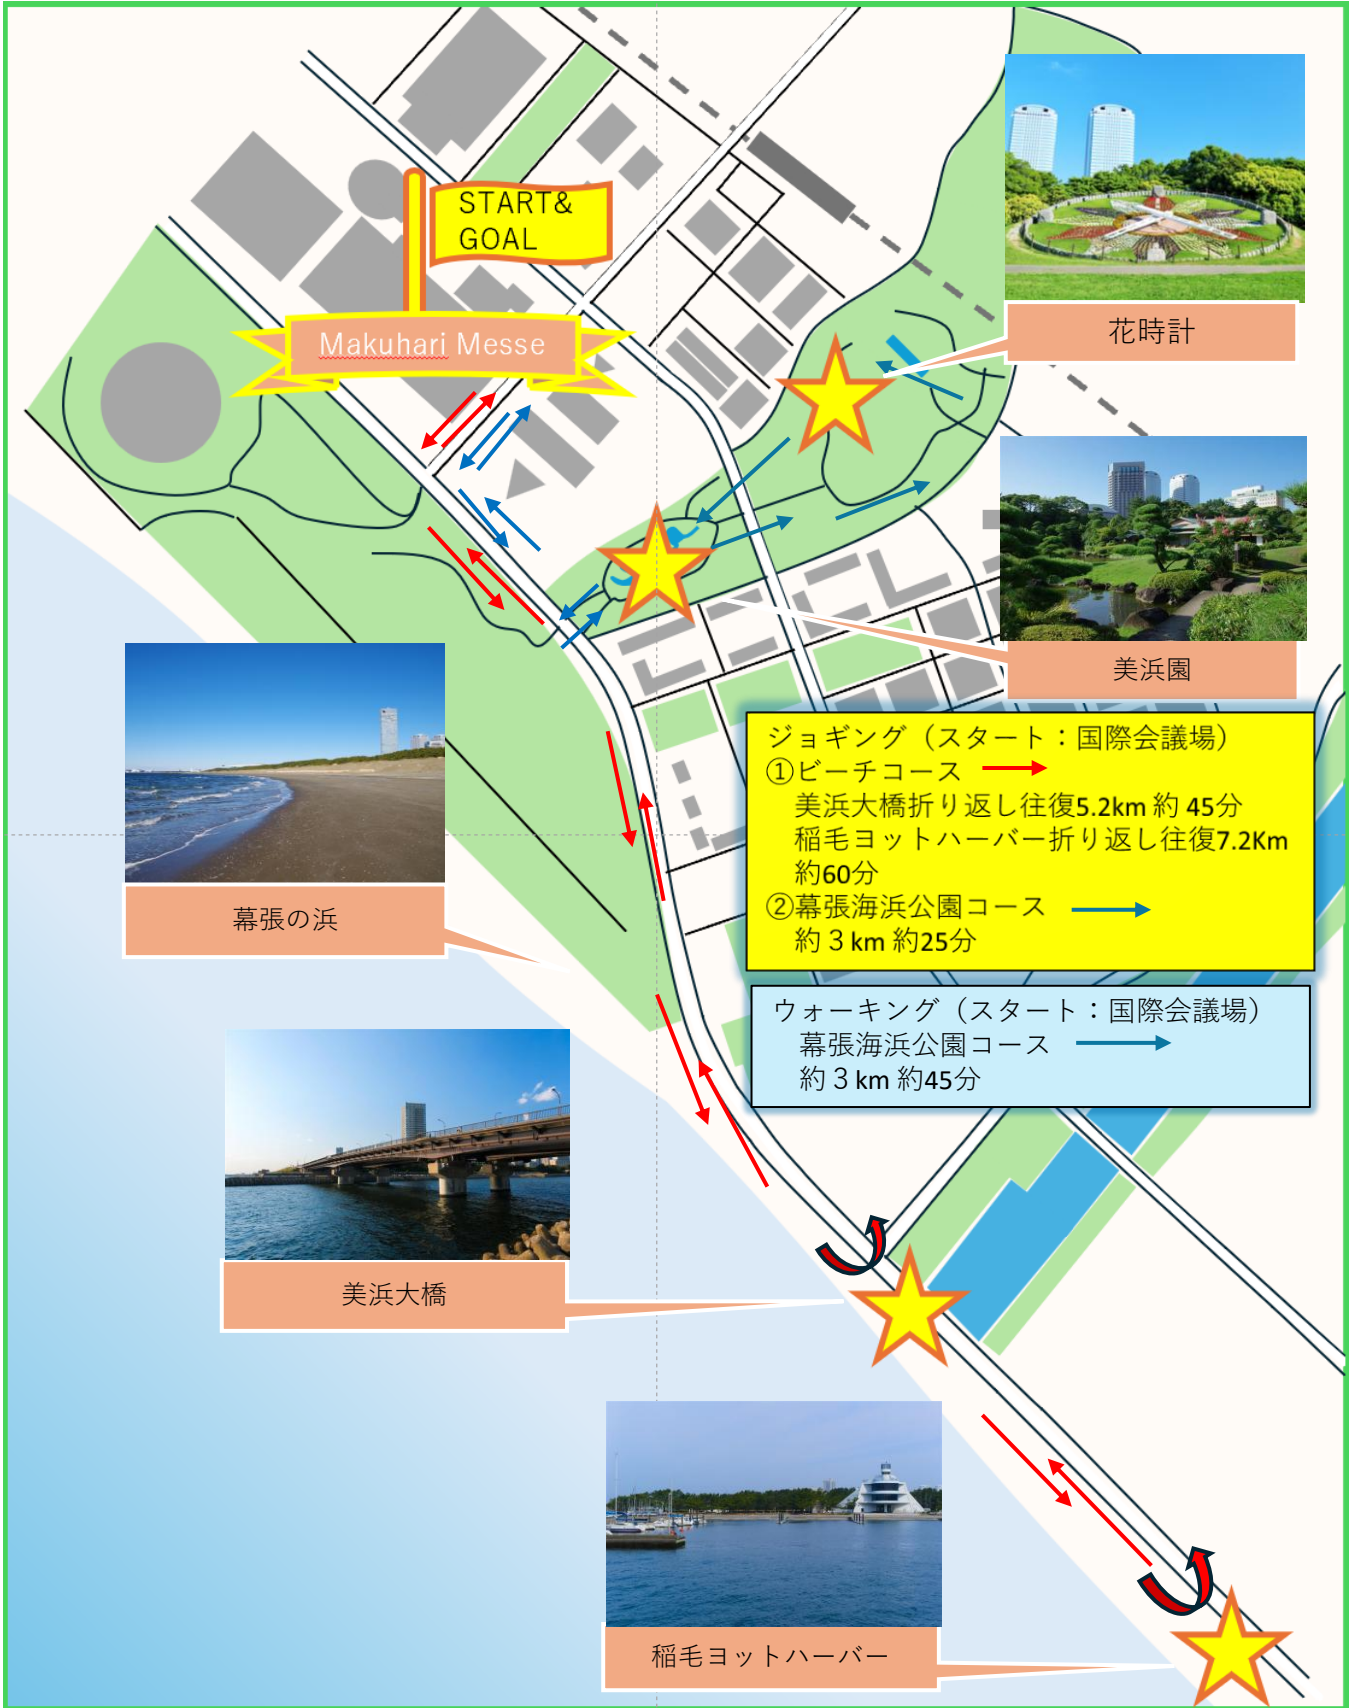 START&
GOAL
Makuhari Messe
花時計
美浜園
幕張の浜
ジョギング（スタート：国際会議場）
①ビーチコース
美浜大橋折り返し往復5.2km 約 45分
稲毛ヨットハーバー折り返し往復7.2Km
約60分
②幕張海浜公園コース
約３km 約25分
ウォーキング（スタート：国際会議場）
幕張海浜公園コース
約３km 約45分
美浜大橋
稲毛ヨットハーバー